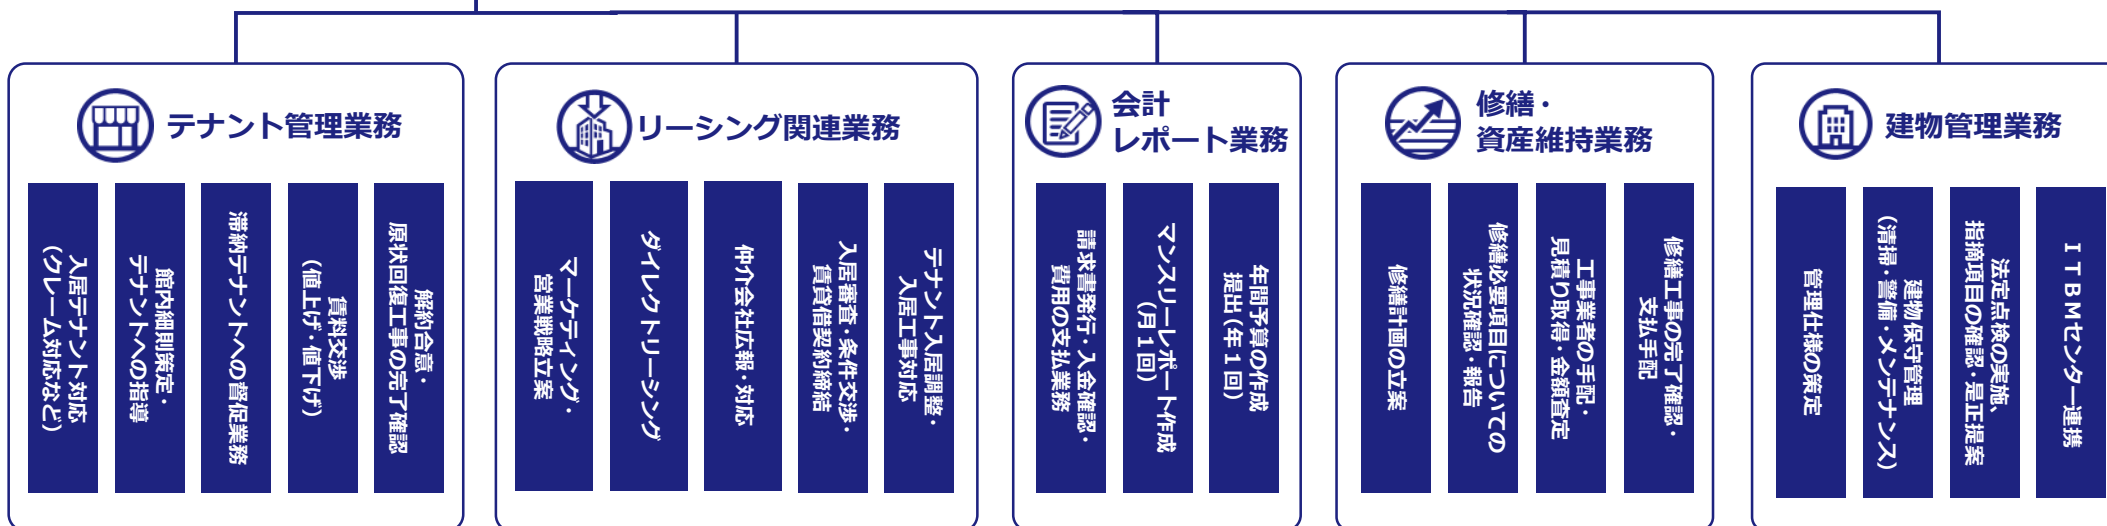 テナント管理業務
入居テナント対応
（クレーム対応など）
館内細則策定・
テナントへの指導
滞納テナントへの督促業務
賃料交渉
（値上げ・値下げ）
解約合意・
原状回復工事の完了確認
リーシング関連業務
マーケティング・
営業戦略立案
ダイレクトリーシング
仲介会社広報・対応
入居審査・条件交渉・
賃貸借契約締結
テナント入居調整・
入居工事対応
会計
レポート業務
請求書発行・入金確認・
費用の支払業務
マンスリーレポート作成
（月１回）
年間予算の作成
提出（年１回）
修繕・
資産維持業務
修繕計画の立案
修繕必要項目についての
状況確認・報告
工事業者の手配・
見積り取得・金額査定
修繕工事の完了確認・
支払手配
建物管理業務
管理仕様の策定
建物保守管理
（清掃・警備・メンテナンス）
法定点検の実施、
指摘項目の確認・是正提案
ＩＴＢＭセンター連携